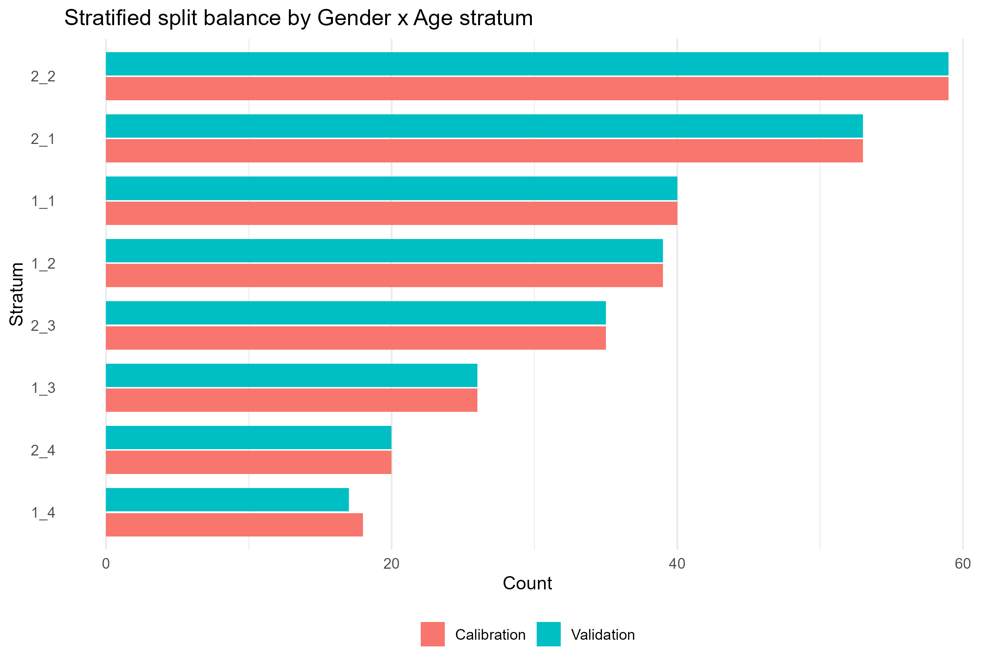 Stratified split balance by Gender x Age stratum
Stratum
2_2
2_1
1_1
1_2
2_3
1_3
2_4
1_4
0 20 40 60
Count
Calibration Validation